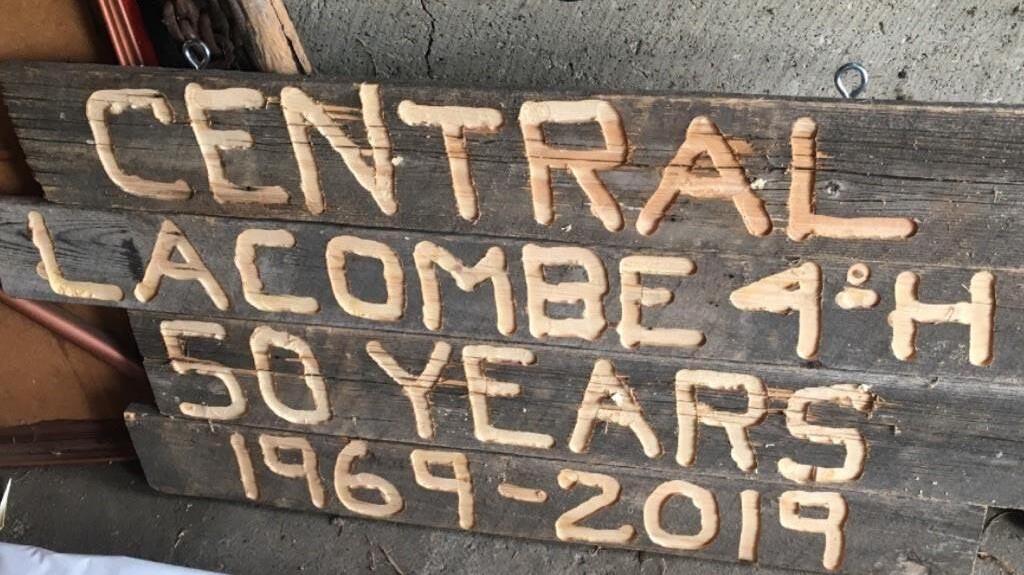 CENTRAL
LACOMBE 4-H
50 YEARS
1969-2019